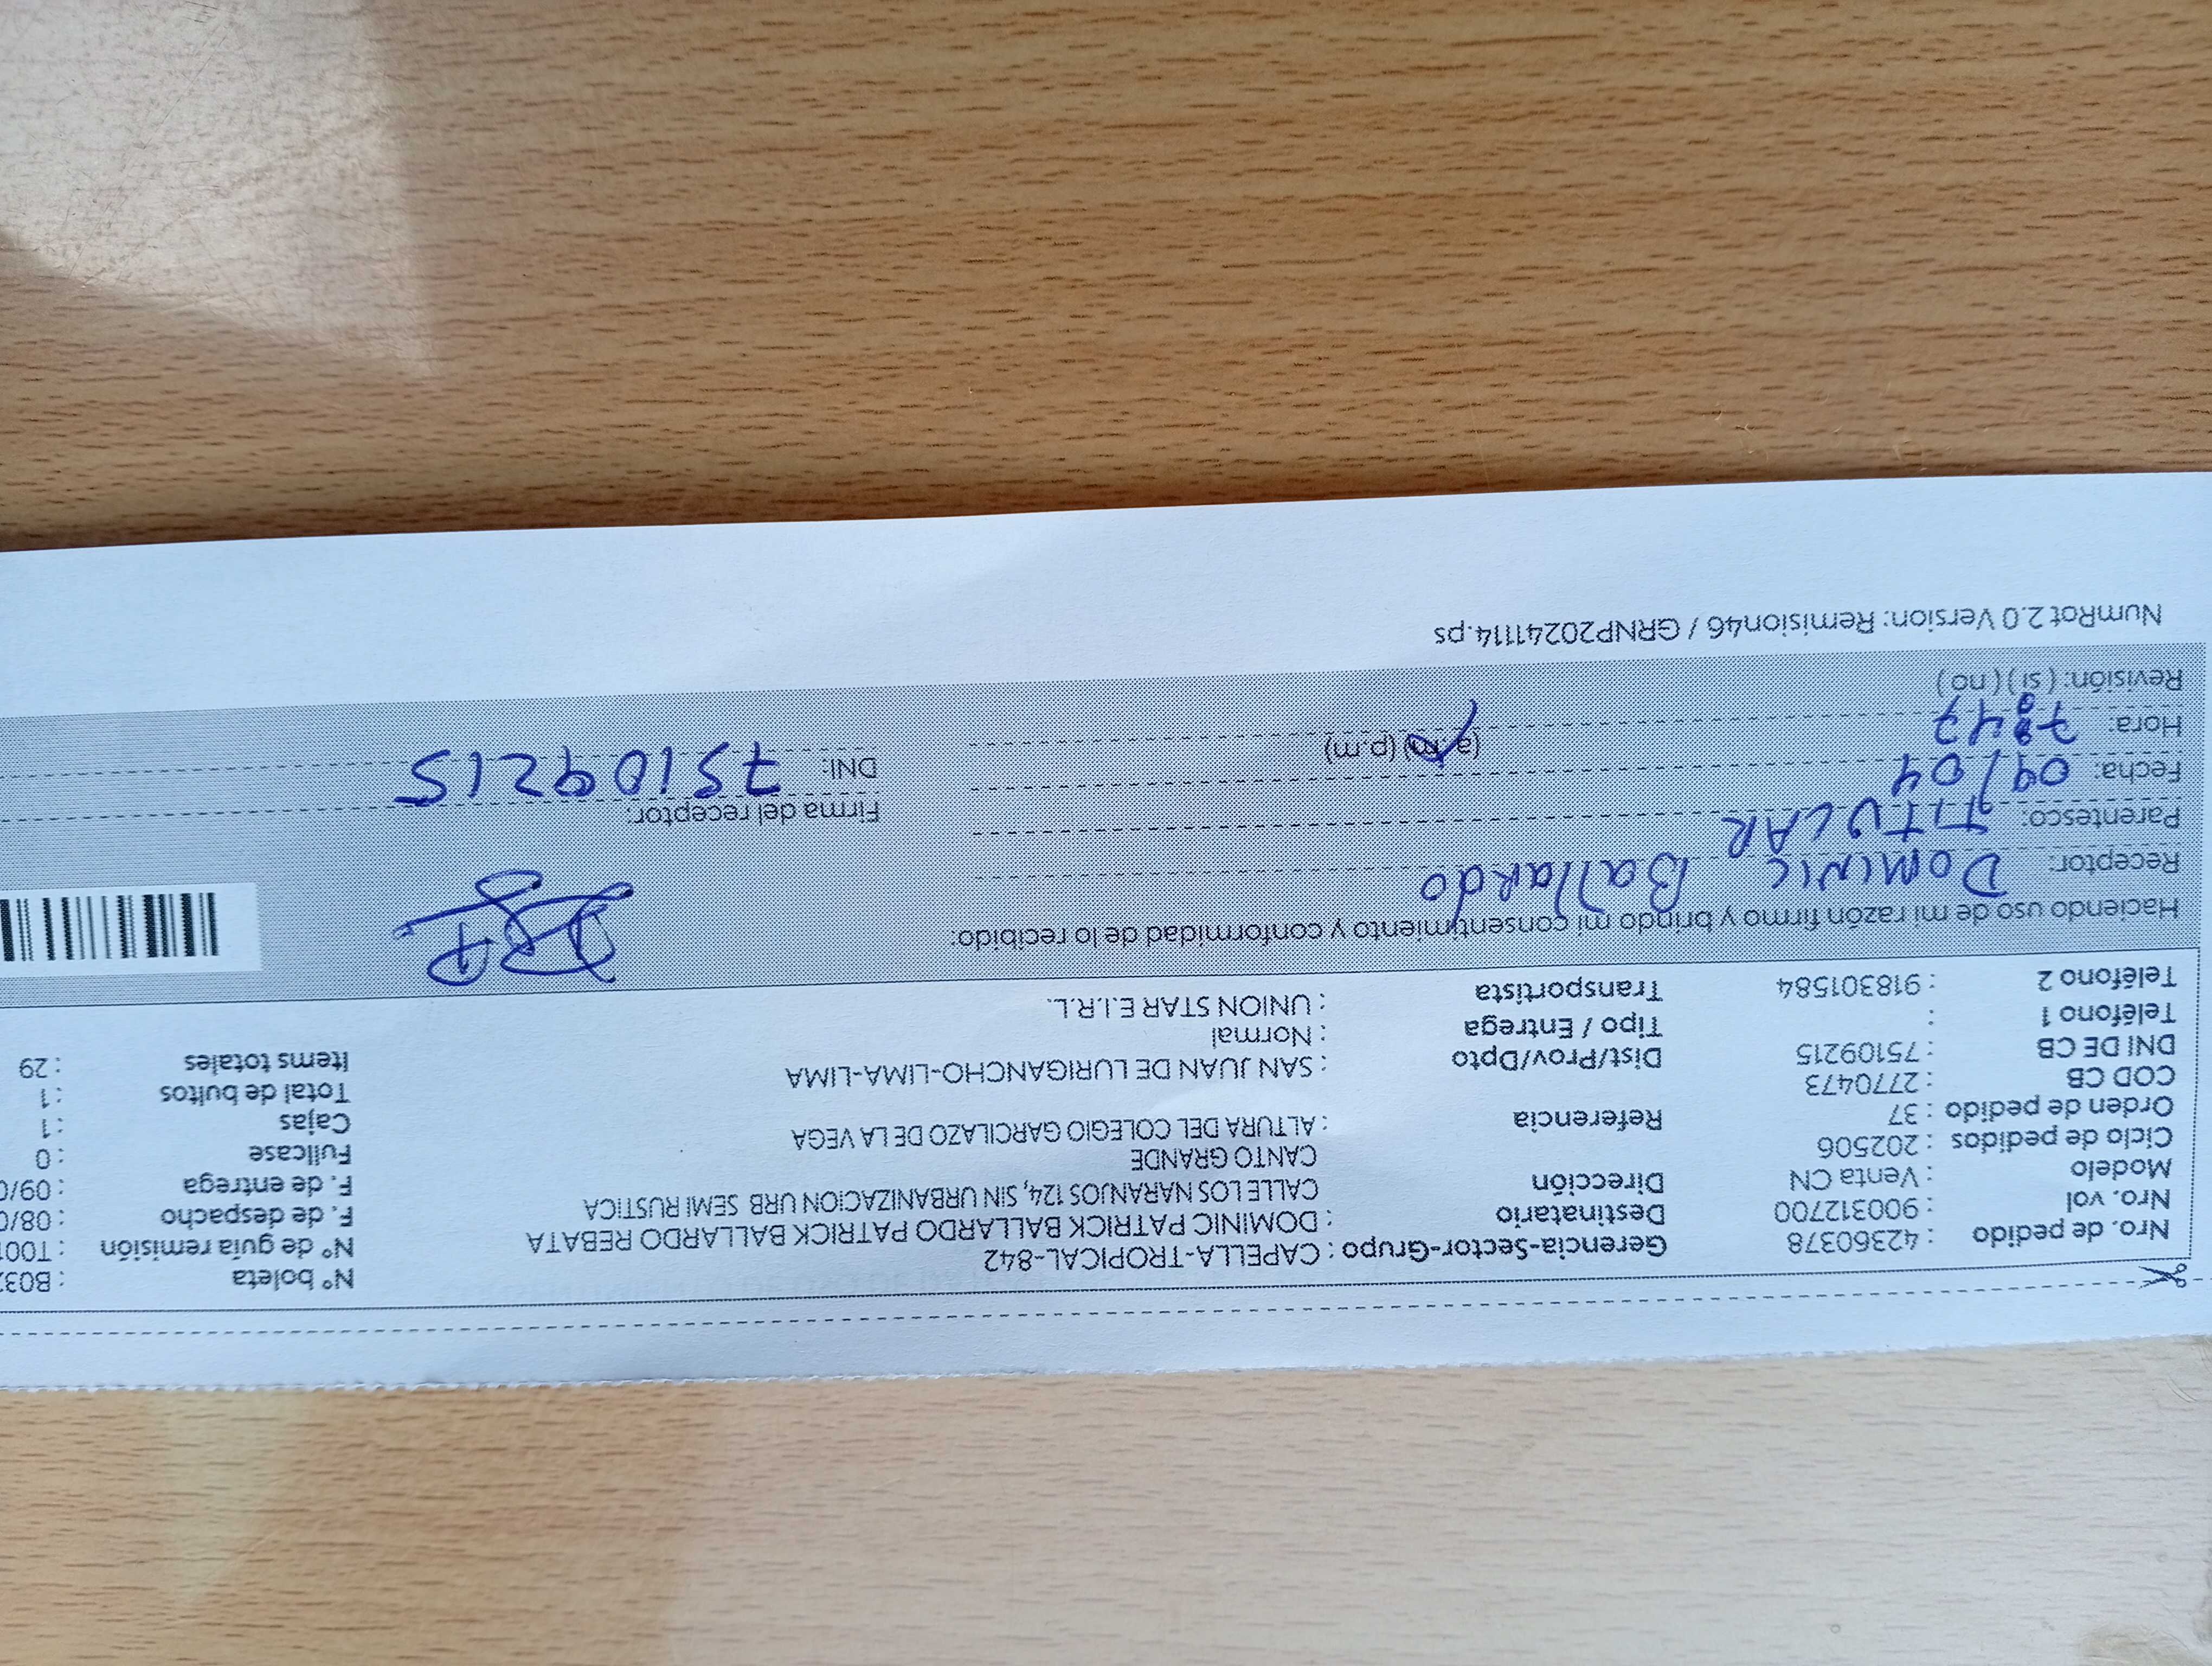 Nro. de pedido : 42360378 Gerencia-Sector-Grupo : CAPELLA-TROPICAL-842 N° boleta : B03
Nro. vol : 900312700 Destinatario : DOMINIC PATRICK BALLARDO PATRICK BALLARDO REBATA N° de guía remisión : T001
Modelo : Venta CN Dirección CALLE LOS NARANJOS 124, SIN URBANIZACION URB SEMI RUSTICA F. de despacho : 08/0
Ciclo de pedidos : 202506 CANTO GRANDE F. de entrega : 09/0
Orden de pedido : 37 Referencia : ALTURA DEL COLEGIO GARCILAZO DE LA VEGA Fullcase : 0
COD CB : 2770473 Cajas : 1
DNI DE CB : 75109215 Dist/Prov/Dpto : SAN JUAN DE LURIGANCHO-LIMA-LIMA Total de bultos : 1
Teléfono 1 : Tipo / Entrega : Normal Items totales : 29
Teléfono 2 : 918301584 Transportista : UNION STAR E.I.R.L.
Haciendo uso de mi razón firmo y brindo mi consentimiento y conformidad de lo recibido:
Receptor: Dominic Ballardo
Parentesco: TITULAR Firma del receptor:
Fecha: 09/04 DNI: 75109215
Hora: 7:47 (a.m) (p.m)
Revisión: ( si ) ( no )
NumRot 2.0 Version: Remision46 / GRNP20241114.ps